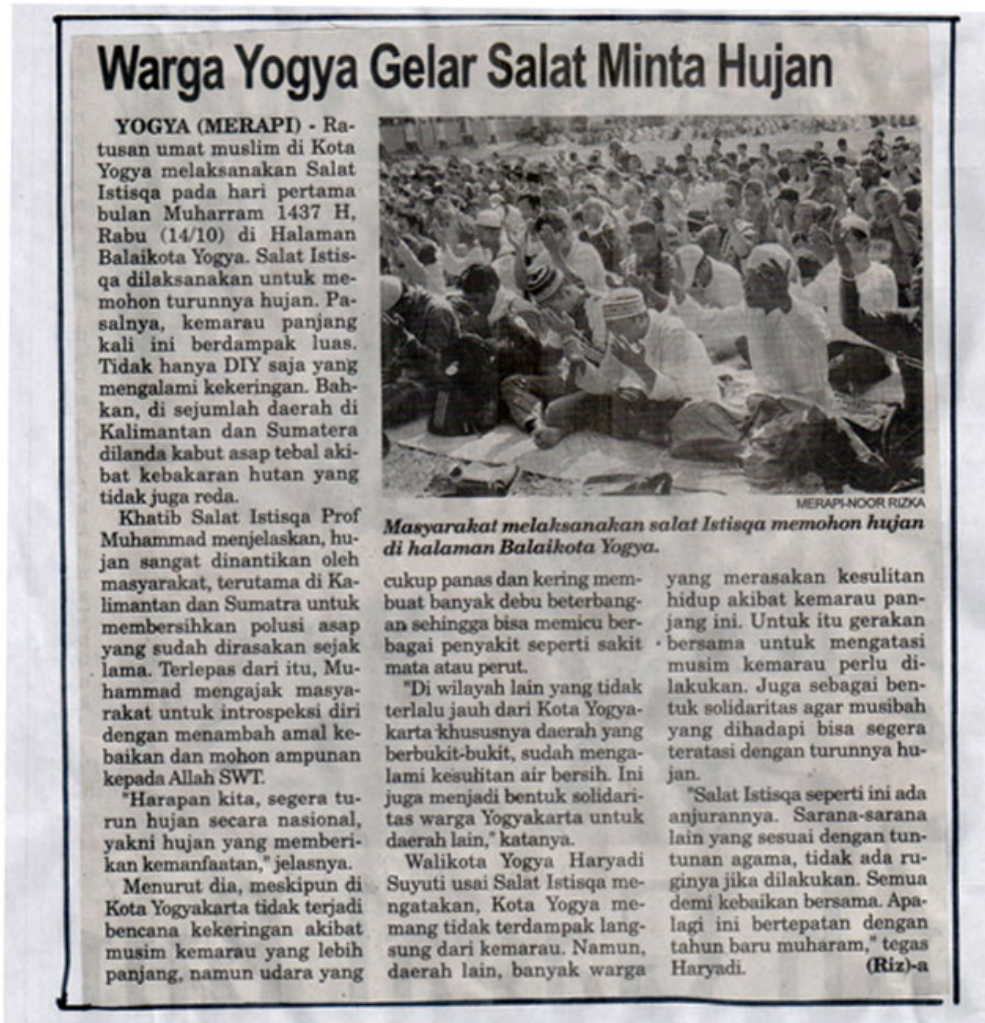 Warga Yogya Gelar Salat Minta Hujan
YOGYA (MERAPI) - Ra-
tusan umat muslim di Kota
Yogya melaksanakan Salat
Istisqa pada hari pertama
bulan Muharram 1437 H,
Rabu (14/10) di Halaman
Balaikota Yogya. Salat Istis-
qa dilaksanakan untuk me-
mohon turunnya hujan. Pa-
salnya, kemarau panjang
kali ini berdampak luas.
Tidak hanya DIY saja yang
mengalami kekeringan. Bah-
kan, di sejumlah daerah di
Kalimantan dan Sumatera
dilanda kabut asap tebal aki-
bat kebakaran hutan yang
tidak juga reda.
Khatib Salat Istisqa Prof
Muhammad menjelaskan, hu-
jan sangat dinantikan oleh
masyarakat, terutama di Ka-
limantan dan Sumatra untuk
membersihkan polusi asap
yang sudah dirasakan sejak
lama. Terlepas dari itu, Mu-
hammad mengajak masya-
rakat untuk introspeksi diri
dengan menambah amal ke-
baikan dan mohon ampunan
kepada Allah SWT.
"Harapan kita, segera tu-
run hujan secara nasional,
yakni hujan yang memberi-
kan kemanfaatan," jelasnya.
Menurut dia, meskipun di
Kota Yogyakarta tidak terjadi
bencana kekeringan akibat
musim kemarau yang lebih
panjang, namun udara yang
MERAPI-NOOR RIZKA
Masyarakat melaksanakan salat Istisqa memohon hujan
di halaman Balaikota Yogya.
cukup panas dan kering mem-
buat banyak debu beterbang-
an sehingga bisa memicu ber-
bagai penyakit seperti sakit
mata atau perut.
"Di wilayah lain yang tidak
terlalu jauh dari Kota Yogya-
karta khususnya daerah yang
berbukit-bukit, sudah menga-
lami kesulitan air bersih. Ini
juga menjadi bentuk solidari-
tas warga Yogyakarta untuk
daerah lain," katanya.
Walikota Yogya Haryadi
Suyuti usai Salat Istisqa me-
ngatakan, Kota Yogya me-
mang tidak terdampak lang-
sung dari kemarau. Namun,
daerah lain, banyak warga
yang merasakan kesulitan
hidup akibat kemarau pan-
jang ini. Untuk itu gerakan
bersama untuk mengatasi
musim kemarau perlu di-
lakukan. Juga sebagai ben-
tuk solidaritas agar musibah
yang dihadapi bisa segera
teratasi dengan turunnya hu-
jan.
"Salat Istisqa seperti ini ada
anjurannya. Sarana-sarana
lain yang sesuai dengan tun-
tunan agama, tidak ada ru-
ginya jika dilakukan. Semua
demi kebaikan bersama. Apa-
lagi ini bertepatan dengan
tahun baru muharam," tegas
Haryadi. (Riz)-a